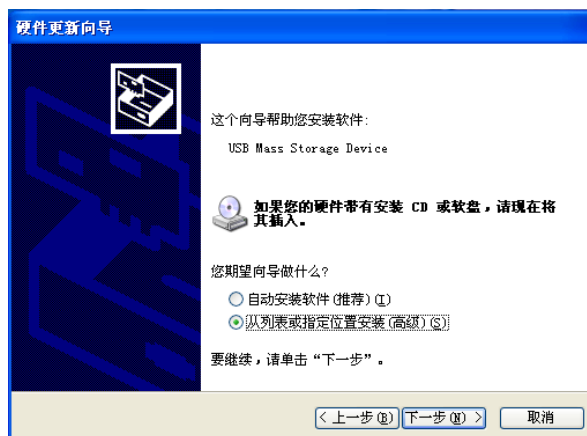 硬件更新向导
这个向导帮助您安装软件:
USB Mass Storage Device
如果您的硬件带有安装 CD 或软盘，请现在将
其插入。
您期望向导做什么?
自动安装软件(推荐)(I)
从列表或指定位置安装(高级)(S)
要继续，请单击“下一步”。
< 上一步(B) 下一步(N) > 取消